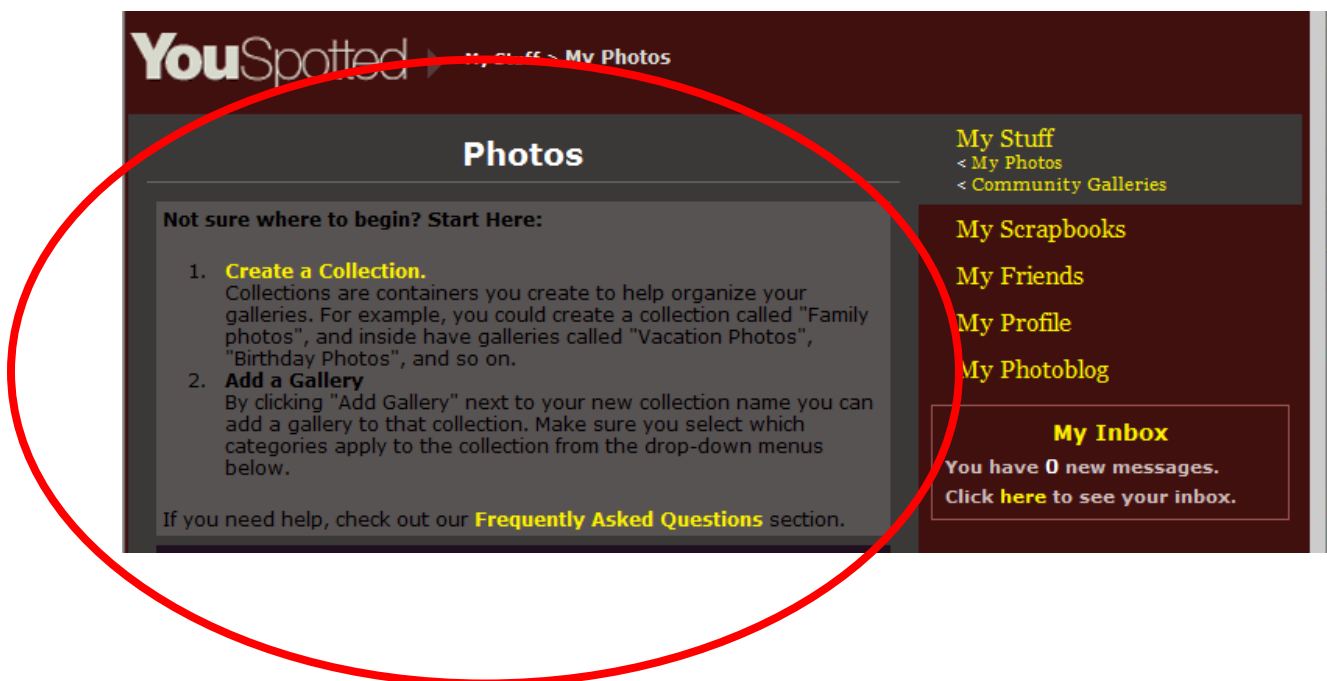 YouSpotted My Stuff > My Photos
Photos
Not sure where to begin? Start Here:
1. Create a Collection.
Collections are containers you create to help organize your
galleries. For example, you could create a collection called "Family
photos", and inside have galleries called "Vacation Photos",
"Birthday Photos", and so on.
2. Add a Gallery
By clicking "Add Gallery" next to your new collection name you can
add a gallery to that collection. Make sure you select which
categories apply to the collection from the drop-down menus
below.
If you need help, check out our Frequently Asked Questions section.
My Stuff
< My Photos
< Community Galleries
My Scrapbooks
My Friends
My Profile
My Photoblog
My Inbox
You have 0 new messages.
Click here to see your inbox.